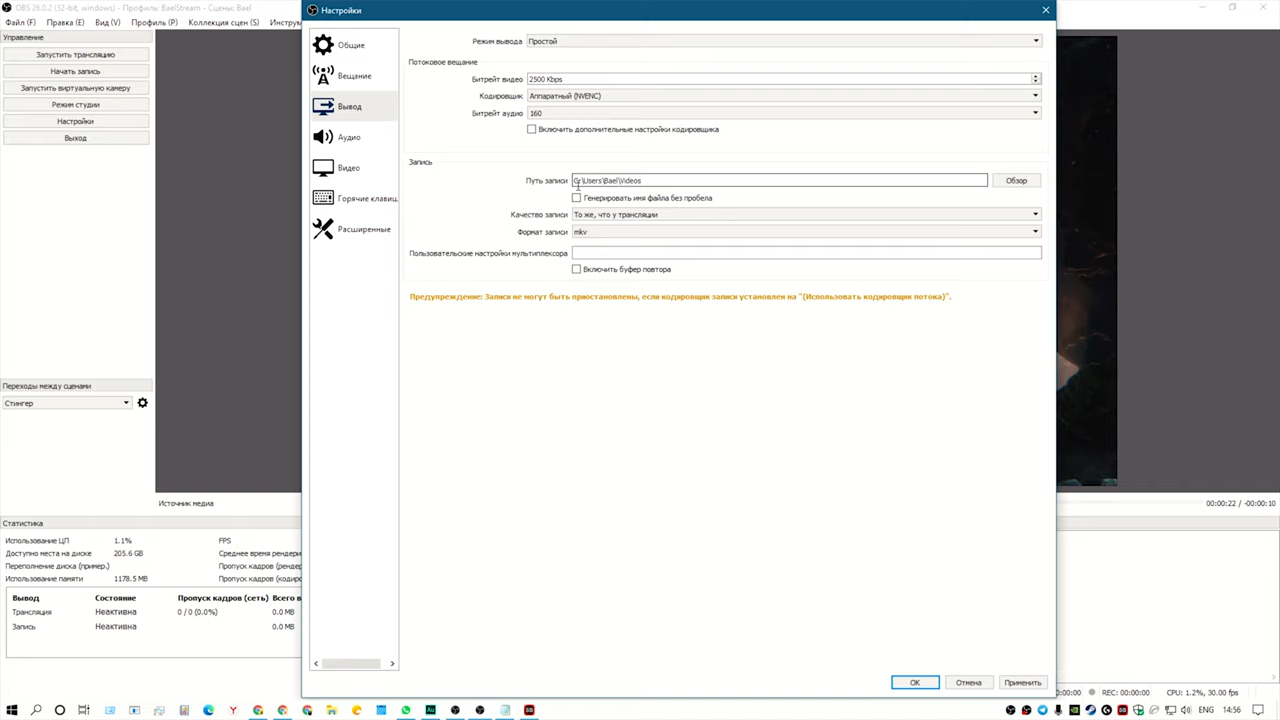 OBS 26.0.2 (32-bit, windows) - Профиль: BaelStream - Сцены: Bael
Файл (F) Правка (E) Вид (V) Профиль (P) Коллекция сцен (S) Инструм
Управление
Запустить трансляцию
Начать запись
Запустить виртуальную камеру
Режим студии
Настройки
Выход
Переходы между сценами
Стингер
Настройки
Общие
Вещание
Вывод
Аудио
Видео
Горячие клавиш
Расширенные
Режим вывода Простой
Потоковое вещание
Битрейт видео 2500 Kbps
Кодировщик Аппаратный (NVENC)
Битрейт аудио 160
Включить дополнительные настройки кодировщика
Запись
Путь записи C:\Users\Bael\Videos Обзор
Генерировать имя файла без пробела
Качество записи То же, что у трансляции
Формат записи mkv
Пользовательские настройки мультиплексора
Включить буфер повтора
Предупреждение: Записи не могут быть приостановлены, если кодировщик записи установлен на "(Использовать кодировщик потока)".
OK Отмена Применить
Источник медиа
00:00:22 / -00:00:10
Статистика
Использование ЦП 1.1% FPS
Доступно места на диске 205.6 GB Среднее время рендери
Переполнение диска (пример.) Пропуск кадров (рендер
Использование памяти 1178.5 MB Пропуск кадров (кодиро
Вывод Состояние Пропуск кадров (сеть) Всего в
Трансляция Неактивна 0 / 0 (0.0%) 0.0 MB
Запись Неактивна 0.0 MB
00:00:00 REC: 00:00:00 CPU: 1.2%, 30.00 fps
ENG 14:56